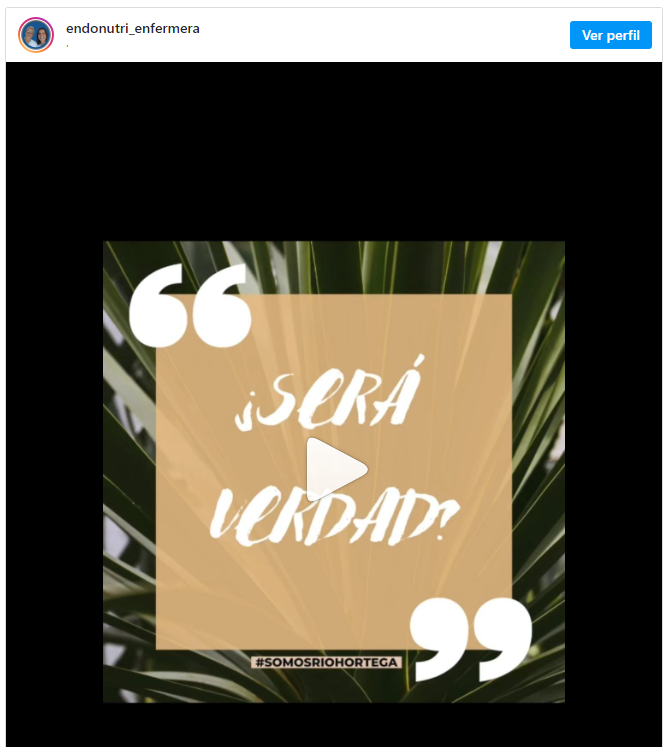 endonutri_enfermera
Ver perfil
“
¿SERÁ
VERDAD?
”
#SOMOSRIOHORTEGA